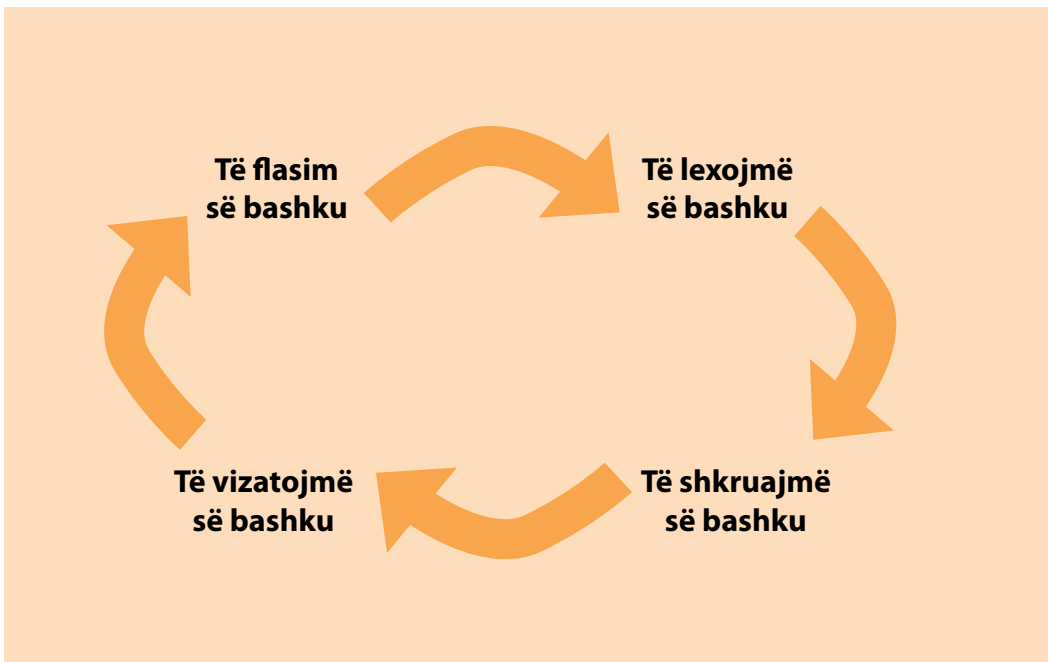 Të flasim
së bashku
Të lexojmë
së bashku
Të shkruajmë
së bashku
Të vizatojmë
së bashku